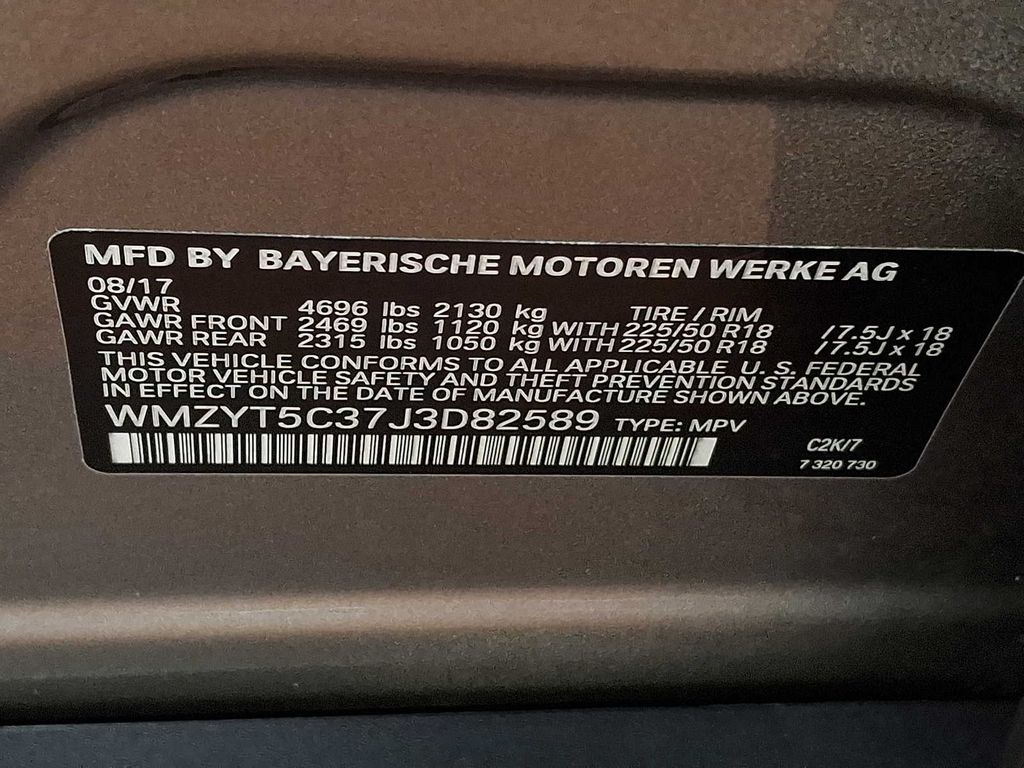 MFD BY BAYERISCHE MOTOREN WERKE AG
08/17
GVWR 4696 lbs 2130 kg TIRE / RIM
GAWR FRONT 2469 lbs 1120 kg WITH 225/50 R18 /7.5J x 18
GAWR REAR 2315 lbs 1050 kg WITH 225/50 R18 /7.5J x 18
THIS VEHICLE CONFORMS TO ALL APPLICABLE U. S. FEDERAL
MOTOR VEHICLE SAFETY AND THEFT PREVENTION STANDARDS
IN EFFECT ON THE DATE OF MANUFACTURE SHOWN ABOVE.
WMZYT5C37J3D82589 TYPE: MPV
C2K/7
7 320 730